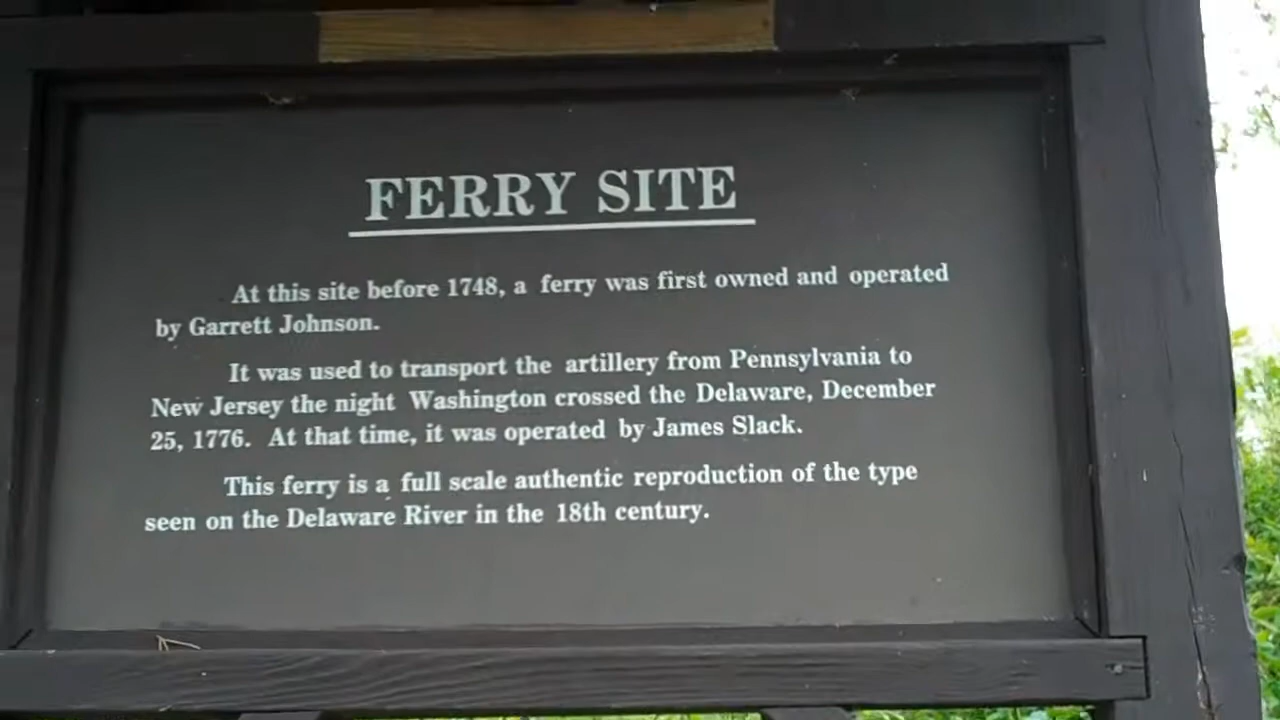 FERRY SITE
At this site before 1748, a ferry was first owned and operated
by Garrett Johnson.
It was used to transport the artillery from Pennsylvania to
New Jersey the night Washington crossed the Delaware, December
25, 1776. At that time, it was operated by James Slack.
This ferry is a full scale authentic reproduction of the type
seen on the Delaware River in the 18th century.